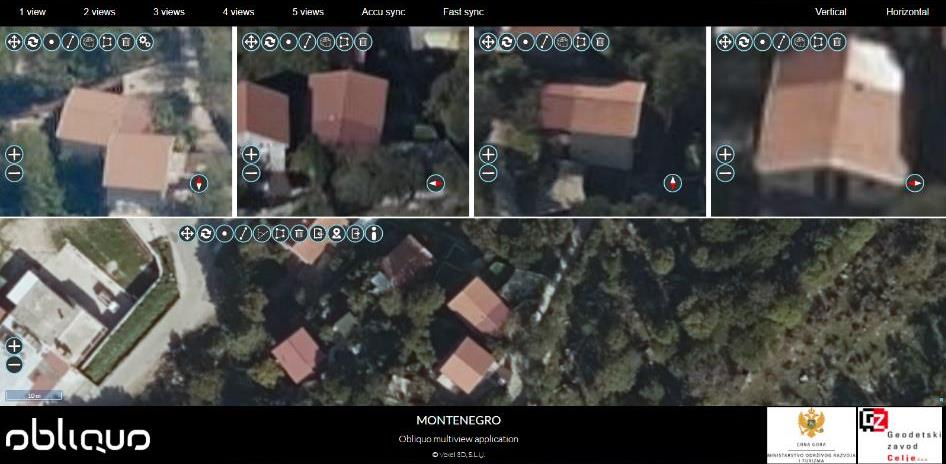 1 view 2 views 3 views 4 views 5 views Accu sync Fast sync Vertical Horizontal
10 m
obliquo
MONTENEGRO
Obliquo multiview application
© Voxel 3D, S.L.U.
CRNA GORA
MINISTARSTVO ODRŽIVOG RAZVOJA
I TURIZMA
GZ
Geodetski
zavod
Celje d.o.o.